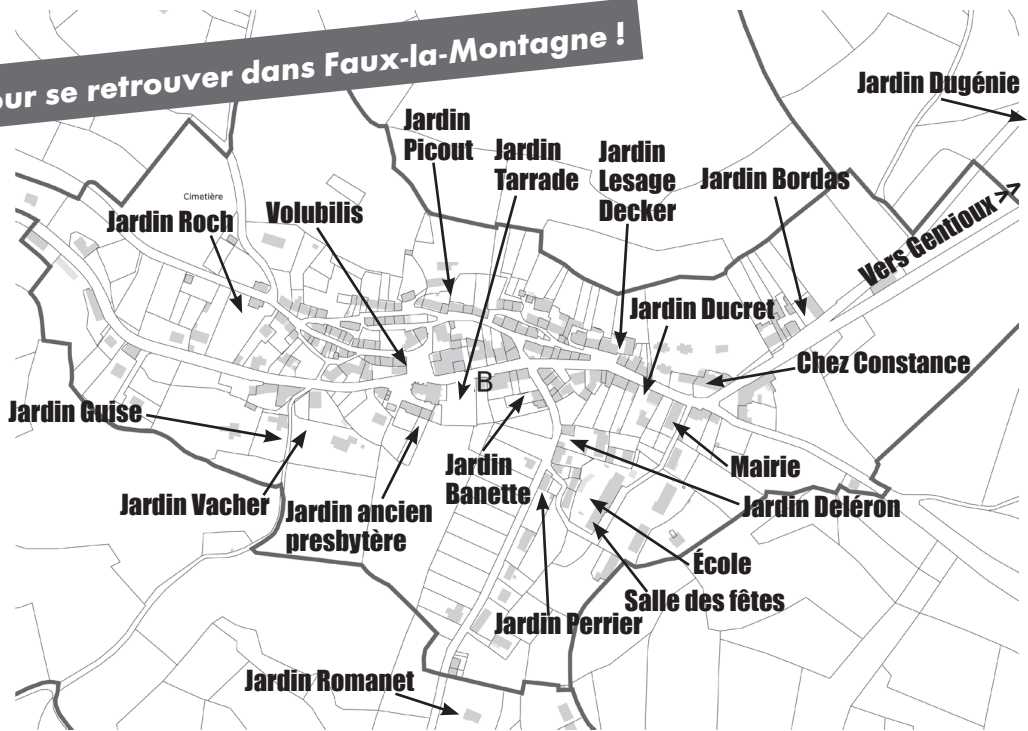 our se retrouver dans Faux-la-Montagne !
Jardin Dugénie
Jardin
Picout
Jardin
Tarrade
Jardin
Lesage
Decker
Jardin Bordas
Cimetière
Jardin Roch
Volubilis
Vers Gentioux >>
Jardin Ducret
Chez Constance
B
Jardin Guise
Jardin Vacher
Jardin ancien
presbytère
Jardin
Banette
Mairie
Jardin Deléron
École
Salle des fêtes
Jardin Perrier
Jardin Romanet